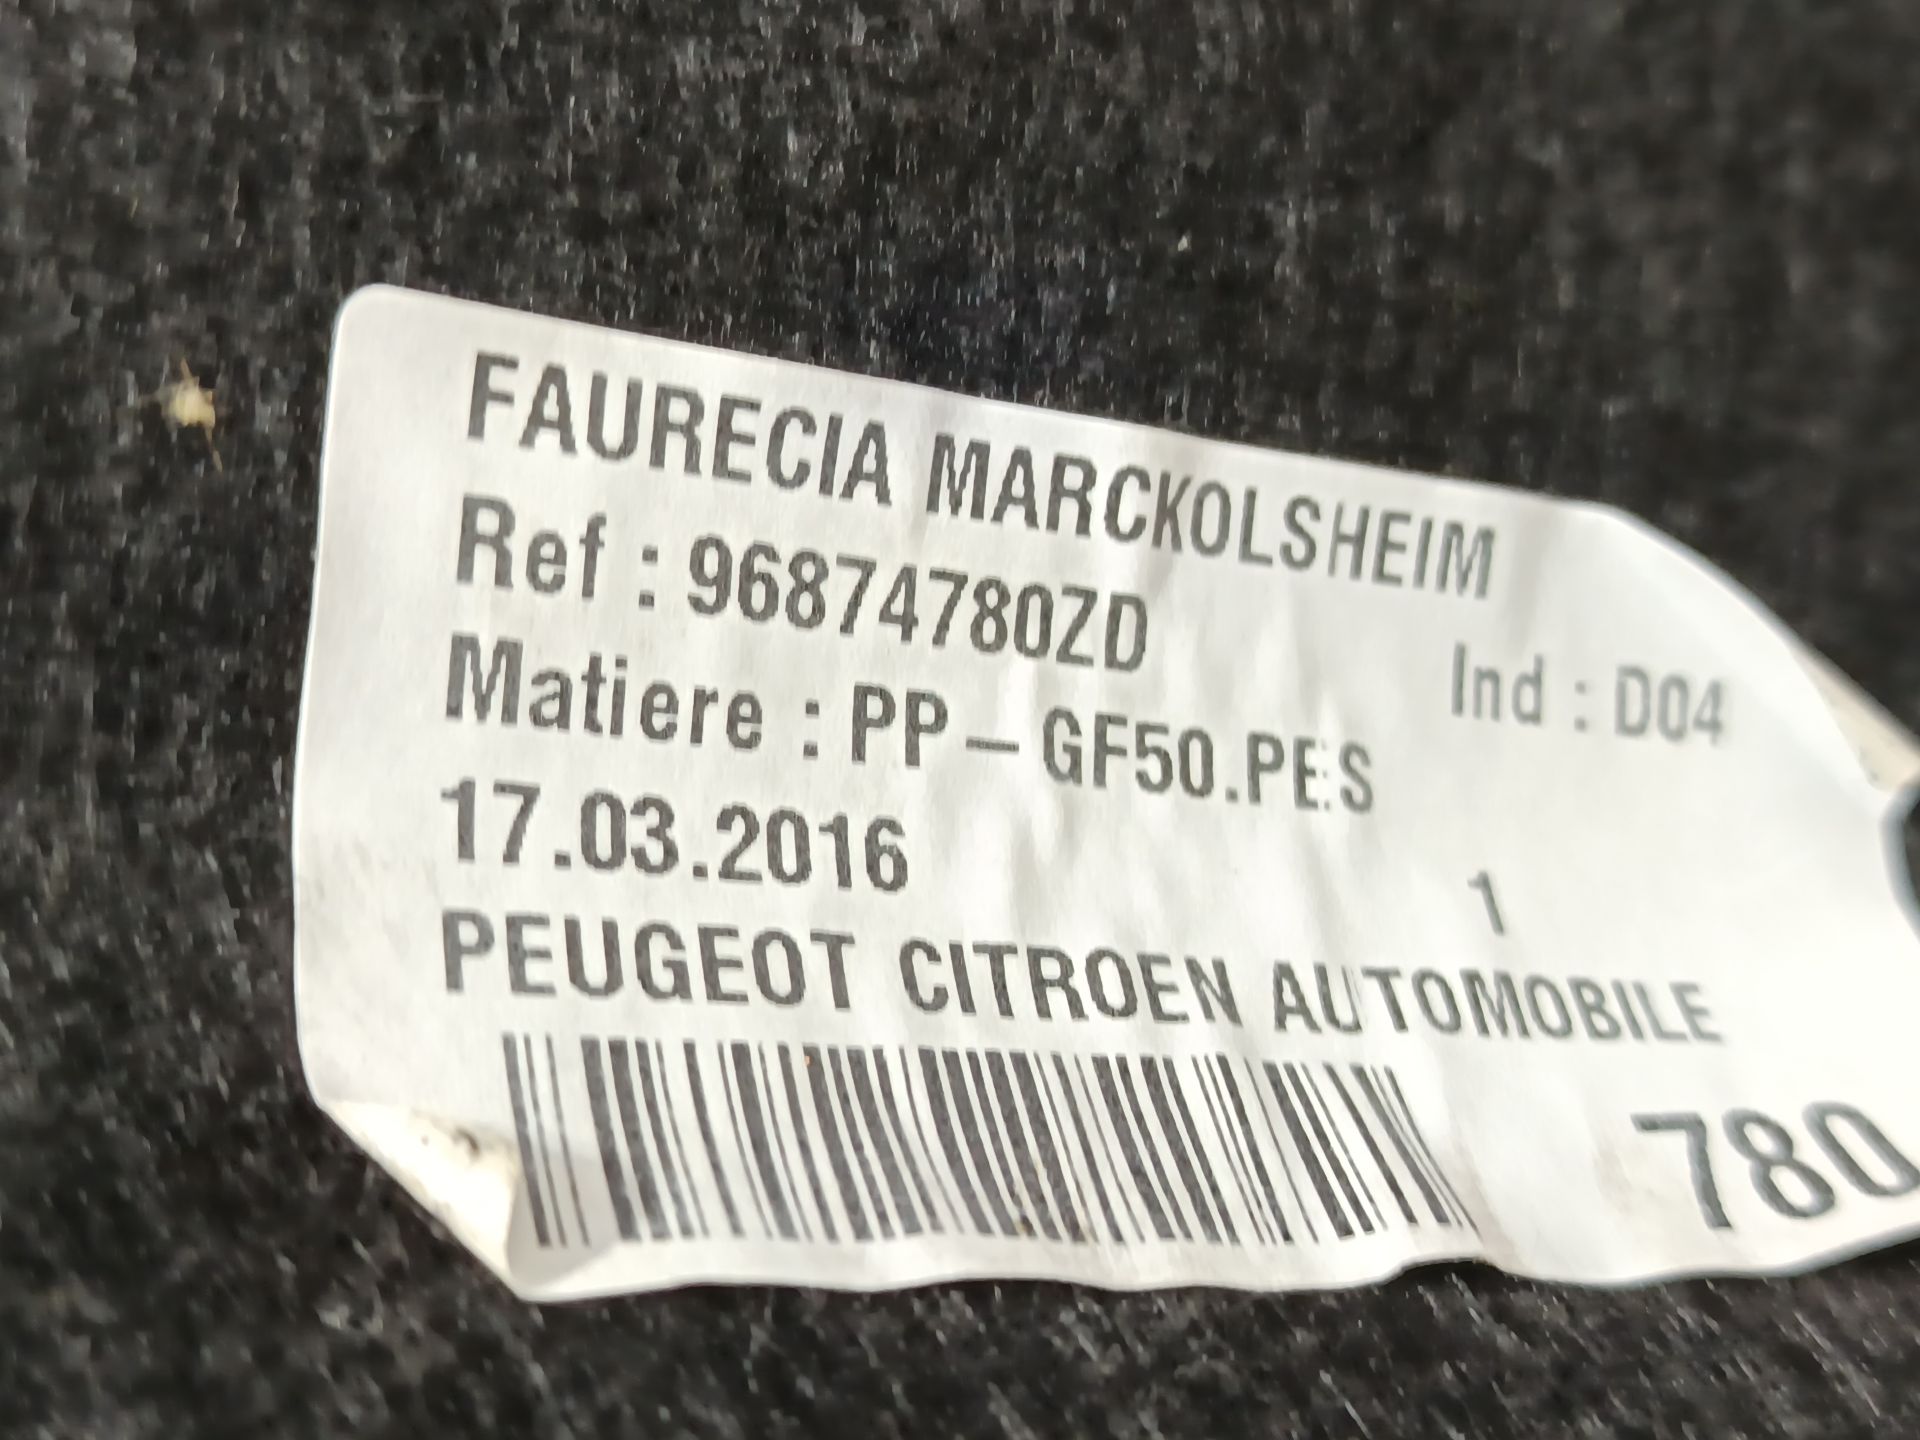 FAURECIA MARCKOLSHEIM
Ref : 96874780ZD
Ind : D04
Matiere : PP - GF50.PES
17.03.2016
1
PEUGEOT CITROEN AUTOMOBILE
780